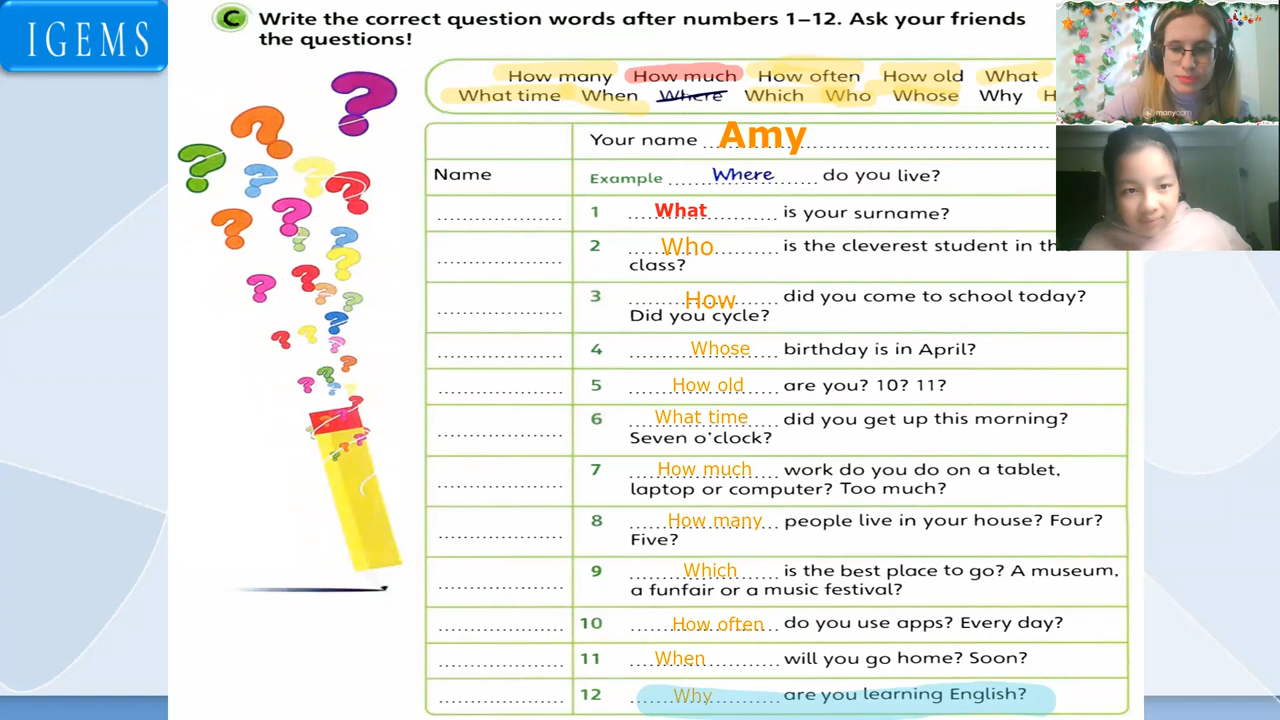 IGEMS
C Write the correct question words after numbers 1–12. Ask your friends
the questions!
How many How much How often How old What
What time When Where Which Who Whose Why H
Your name Amy
Name
Example Where do you live?
1 What is your surname?
2 Who is the cleverest student in th
class?
3 How did you come to school today?
Did you cycle?
4 Whose birthday is in April?
5 How old are you? 10? 11?
6 What time did you get up this morning?
Seven o'clock?
7 How much work do you do on a tablet,
laptop or computer? Too much?
8 How many people live in your house? Four?
Five?
9 Which is the best place to go? A museum,
a funfair or a music festival?
10 How often do you use apps? Every day?
11 When will you go home? Soon?
12 Why are you learning English?
manycam